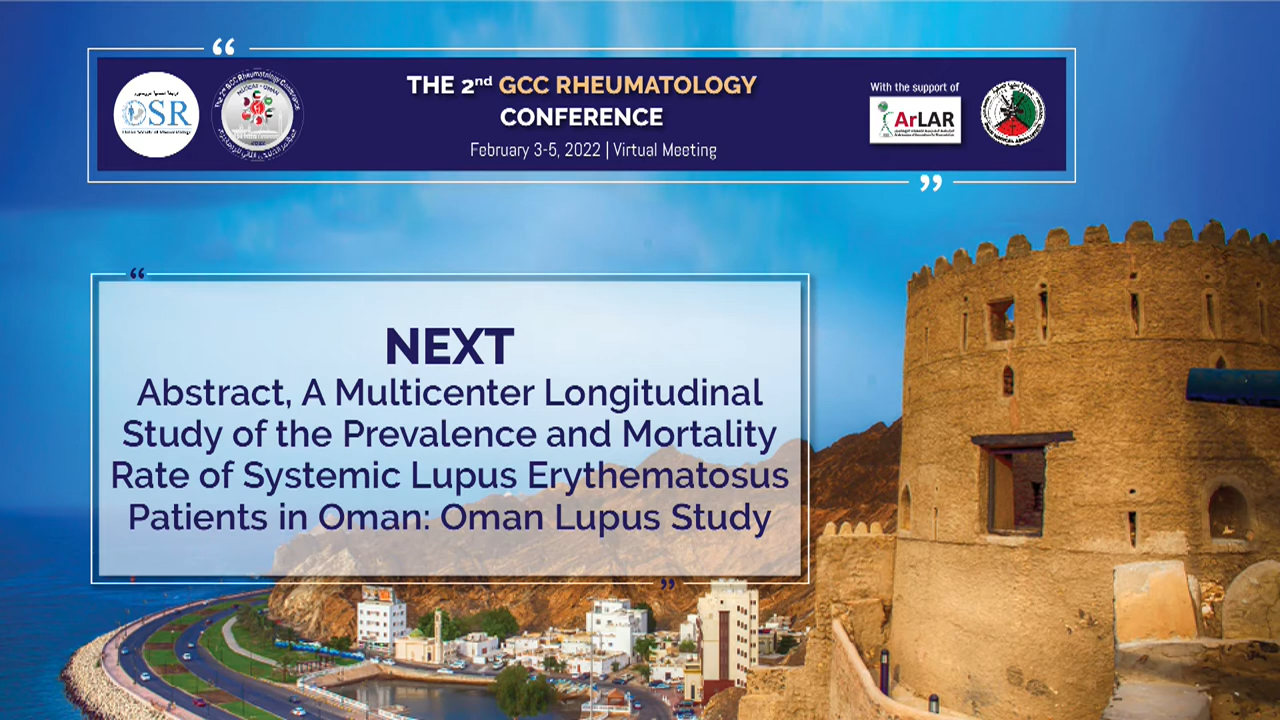 THE 2nd GCC RHEUMATOLOGY
CONFERENCE
February 3-5, 2022 | Virtual Meeting
OSR
With the support of
ArLAR
NEXT
Abstract, A Multicenter Longitudinal
Study of the Prevalence and Mortality
Rate of Systemic Lupus Erythematosus
Patients in Oman: Oman Lupus Study